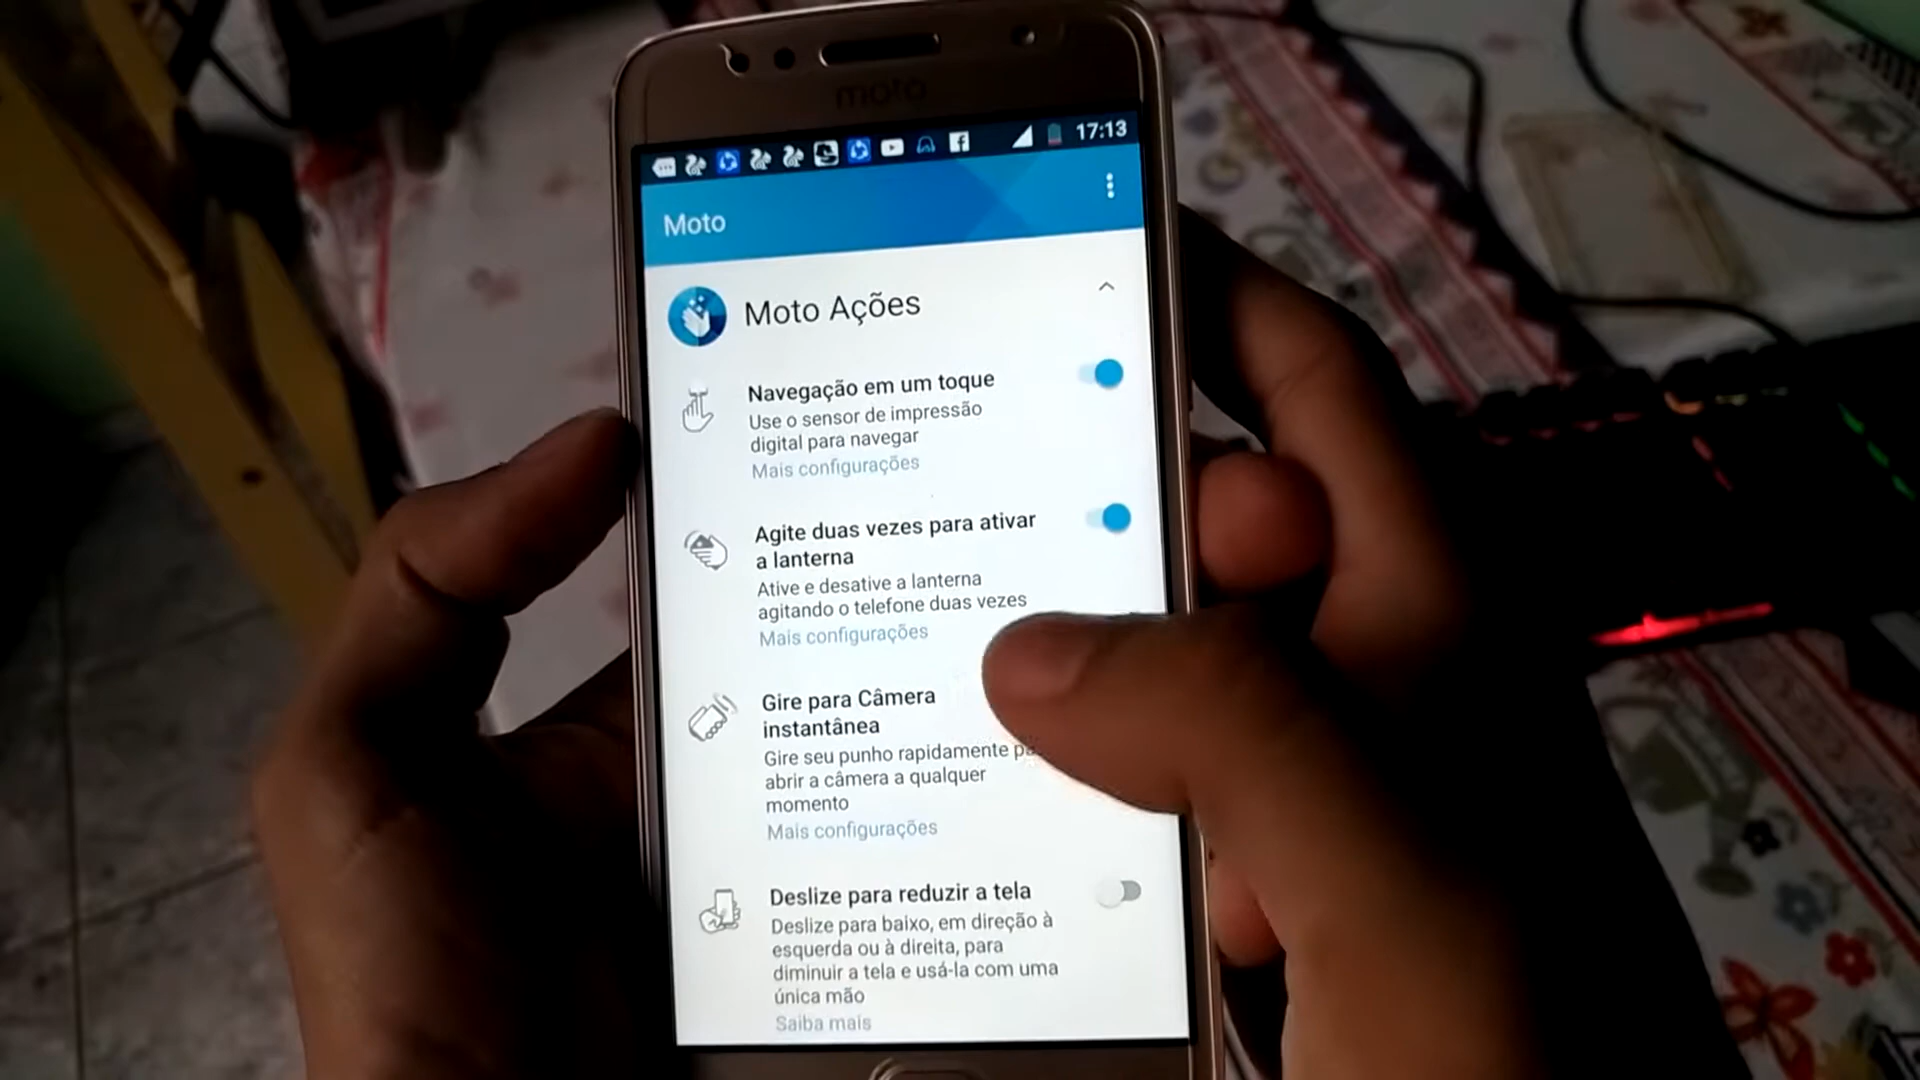 moto
17:13
Moto
Moto Ações
Navegação em um toque
Use o sensor de impressão
digital para navegar
Mais configurações
Agite duas vezes para ativar
a lanterna
Ative e desative a lanterna
agitando o telefone duas vezes
Mais configurações
Gire para Câmera
instantânea
Gire seu punho rapidamente
abrir a câmera a qualquer
momento
Mais configurações
Deslize para reduzir a tela
Deslize para baixo, em direção à
esquerda ou à direita, para
diminuir a tela e usá-la com uma
única mão
Saiba mais